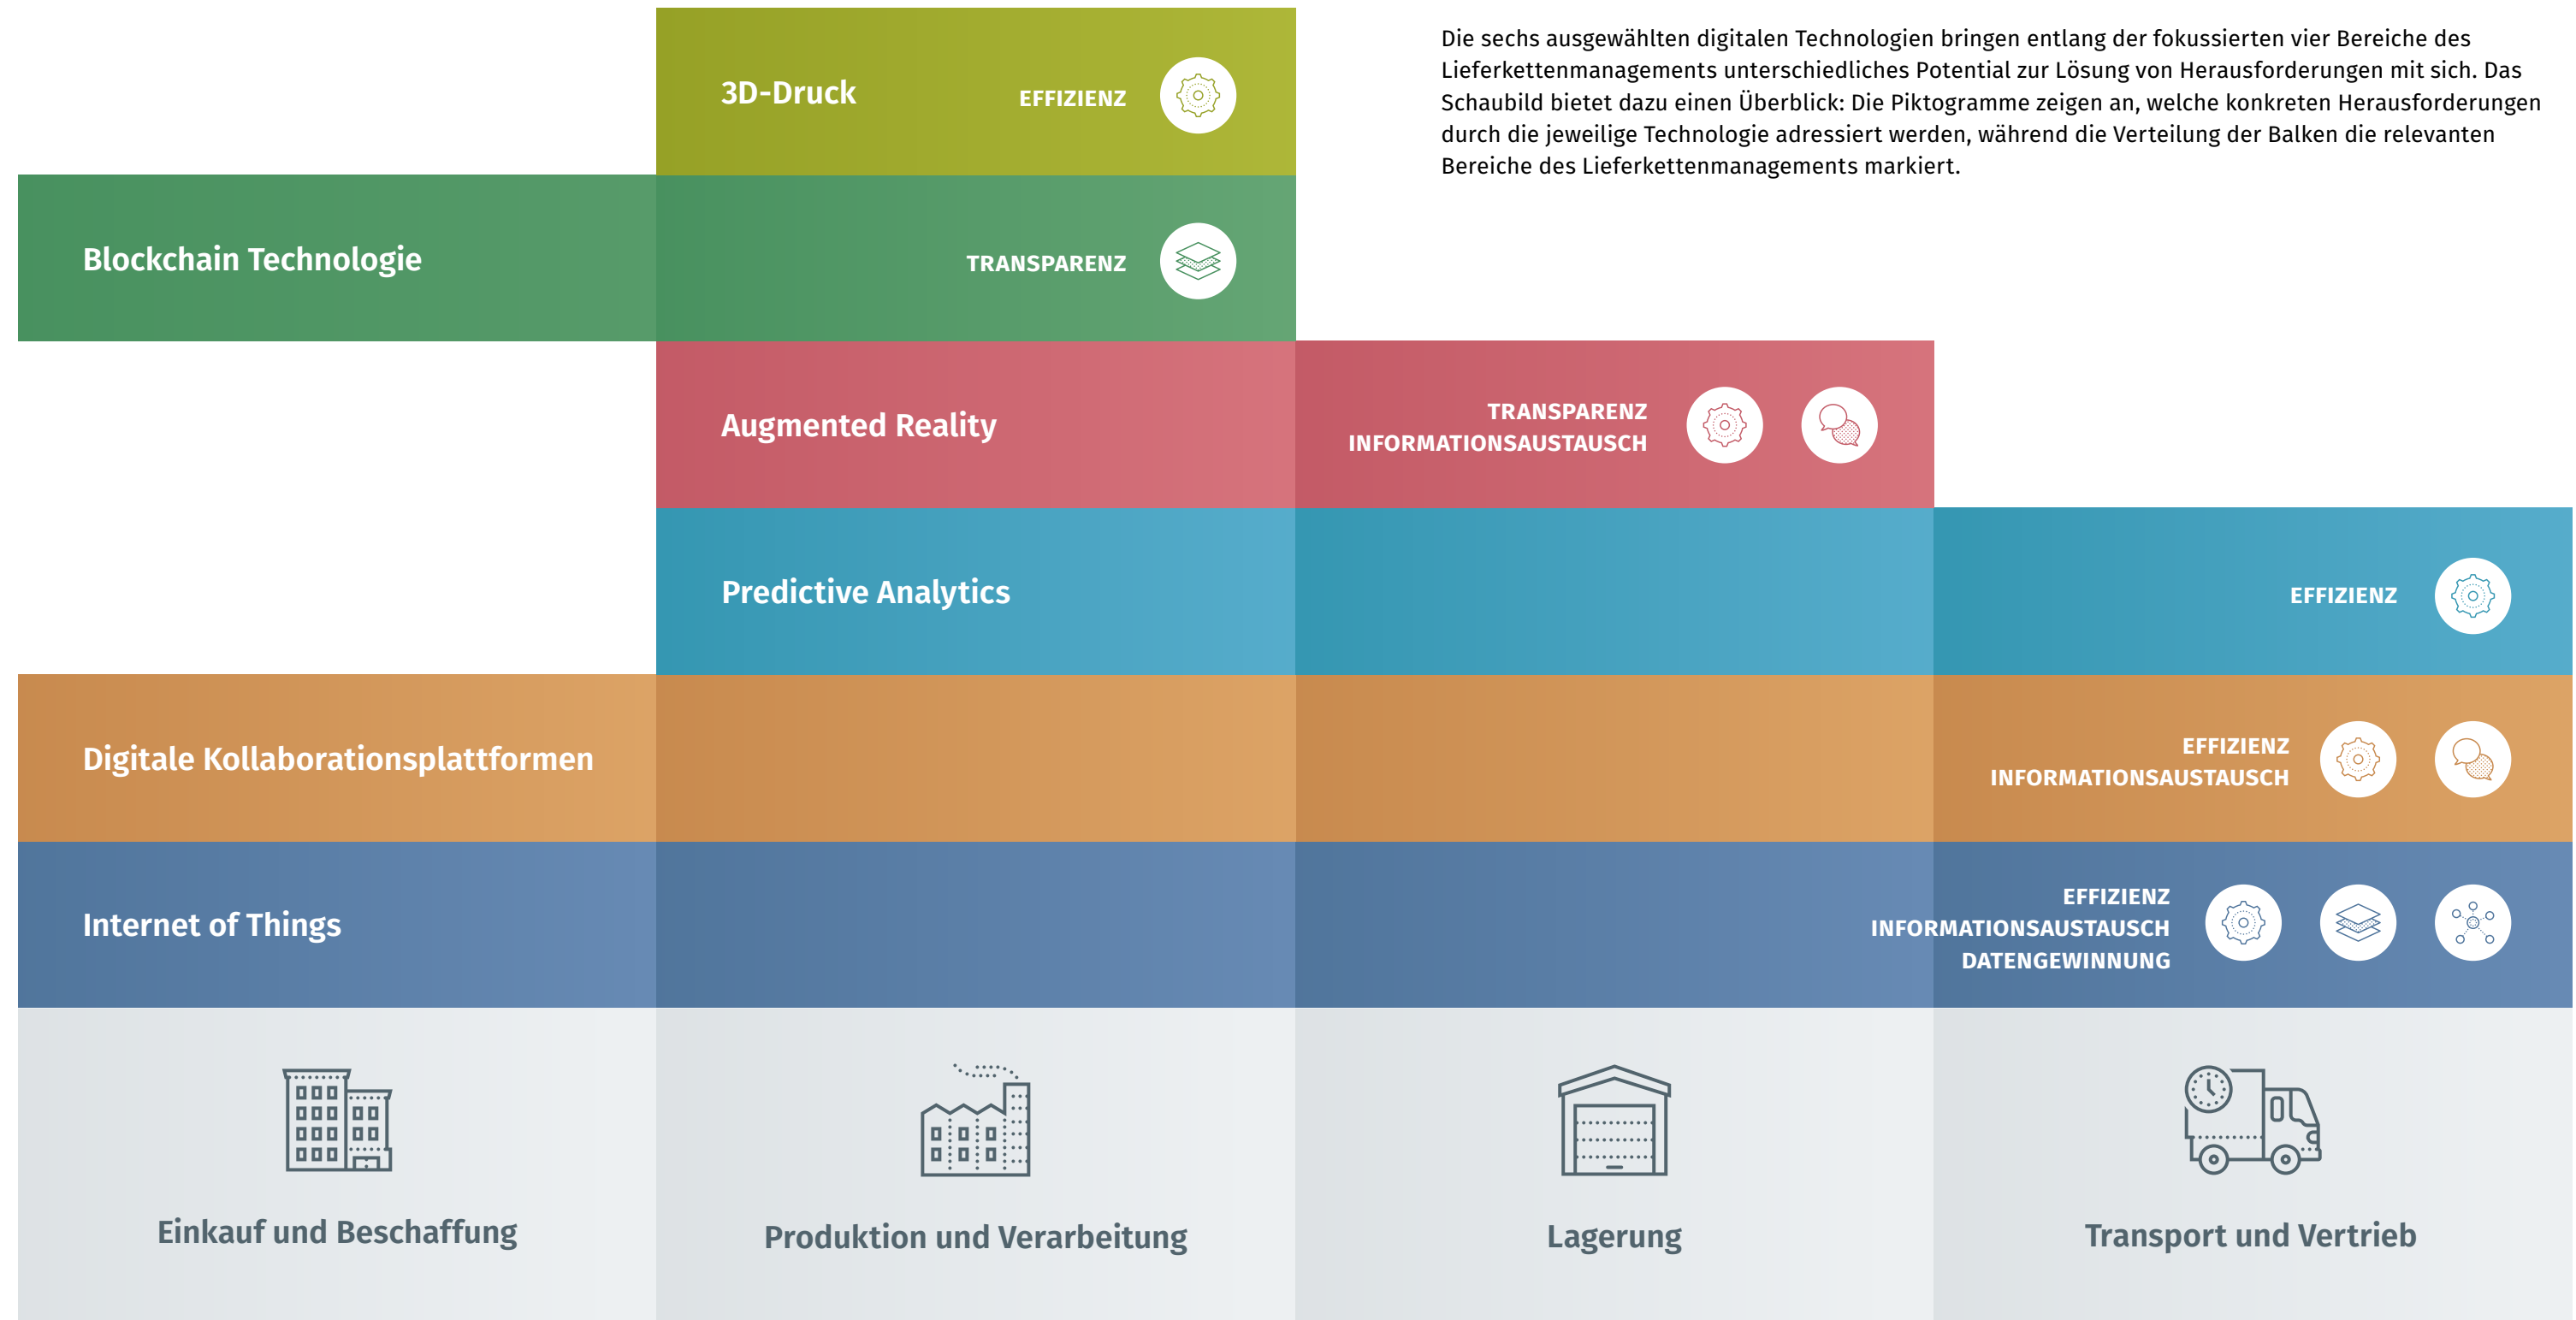 Die sechs ausgewählten digitalen Technologien bringen entlang der fokussierten vier Bereiche des
Lieferkettenmanagements unterschiedliches Potential zur Lösung von Herausforderungen mit sich. Das
Schaubild bietet dazu einen Überblick: Die Piktogramme zeigen an, welche konkreten Herausforderungen
durch die jeweilige Technologie adressiert werden, während die Verteilung der Balken die relevanten
Bereiche des Lieferkettenmanagements markiert.
3D-Druck
EFFIZIENZ
Blockchain Technologie
TRANSPARENZ
Augmented Reality
TRANSPARENZ
INFORMATIONSAUSTAUSCH
Predictive Analytics
EFFIZIENZ
Digitale Kollaborationsplattformen
EFFIZIENZ
INFORMATIONSAUSTAUSCH
Internet of Things
EFFIZIENZ
INFORMATIONSAUSTAUSCH
DATENGEWINNUNG
Einkauf und Beschaffung
Produktion und Verarbeitung
Lagerung
Transport und Vertrieb